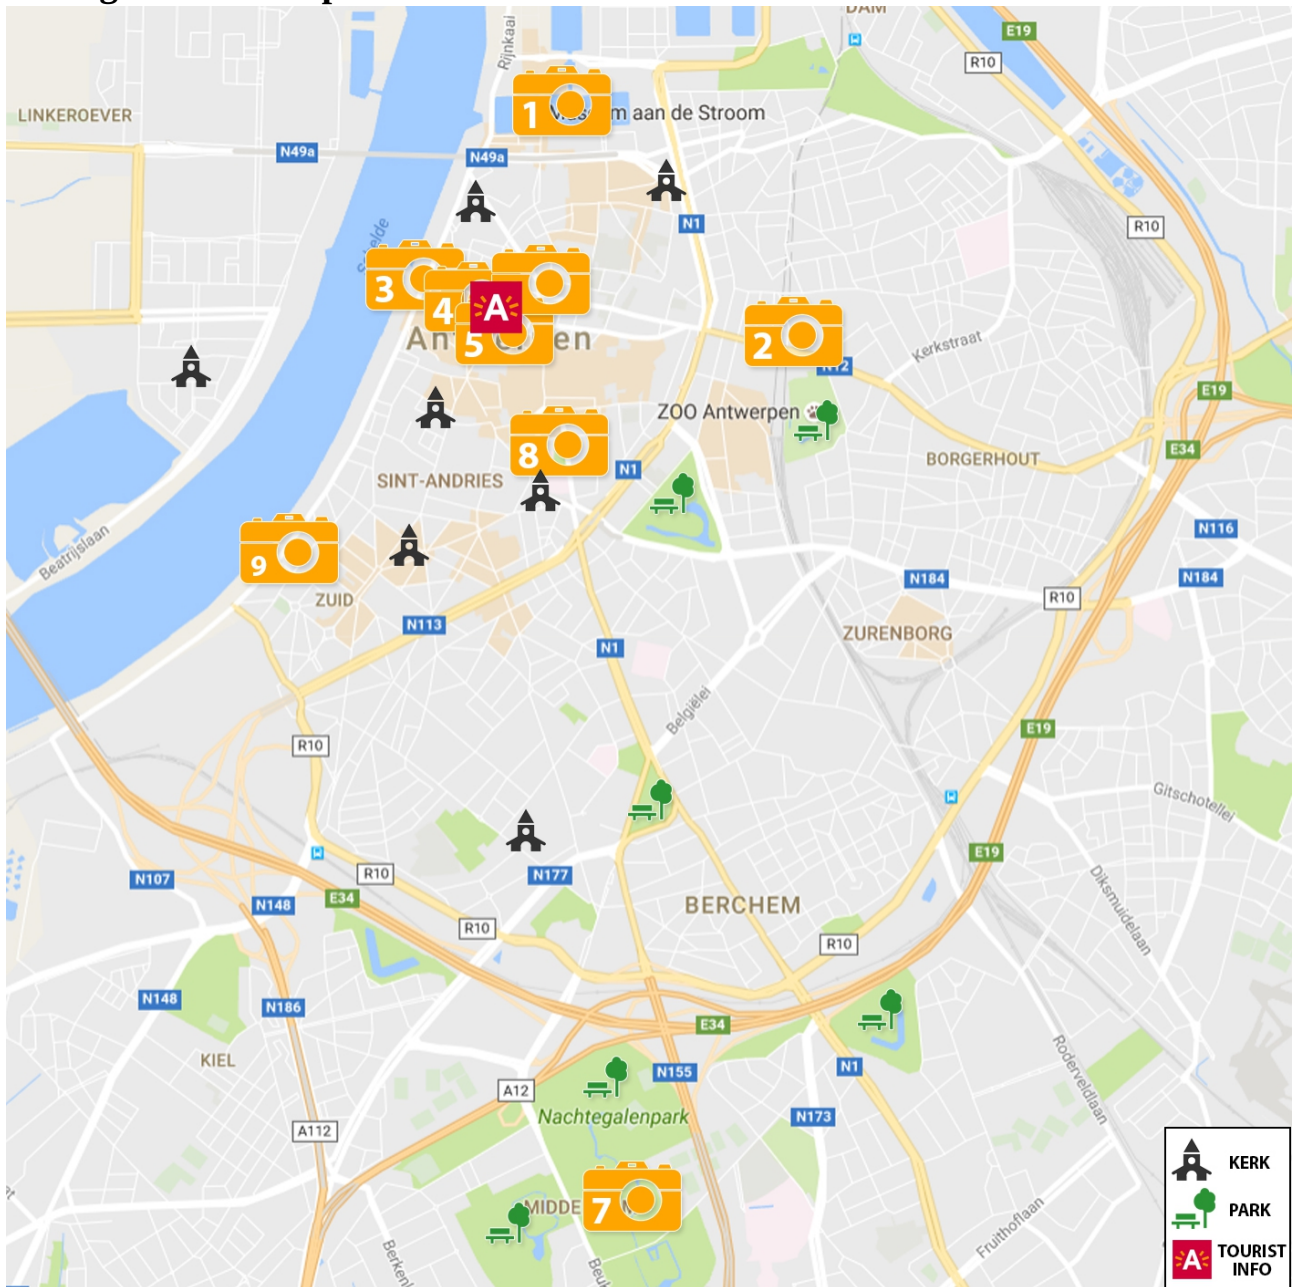 DAM
E19
R10
Rijnkaai
LINKEROEVER
1
m aan de Stroom
N49a
N49a
N1
R10
Schelde
3
4
A
5
2
N12
Kerkstraat
E19
ZOO Antwerpen
E34
BORGERHOUT
8
N1
SINT-ANDRIES
N116
Beatrijslaan
9
N184
N184
ZUID
R10
N113
ZURENBORG
N1
Belgiëlei
E19
R10
Gitschotellei
E19
N177
R10
N107
E34
N148
BERCHEM
Diksmuidelaan
R10
R10
N148
N186
E34
KIEL
N155
N1
Roderveldlaan
A12
Nachtegalenpark
N173
A112
KERK
7
MIDDE
PARK
Fruithoflaan
A
TOURIST
INFO